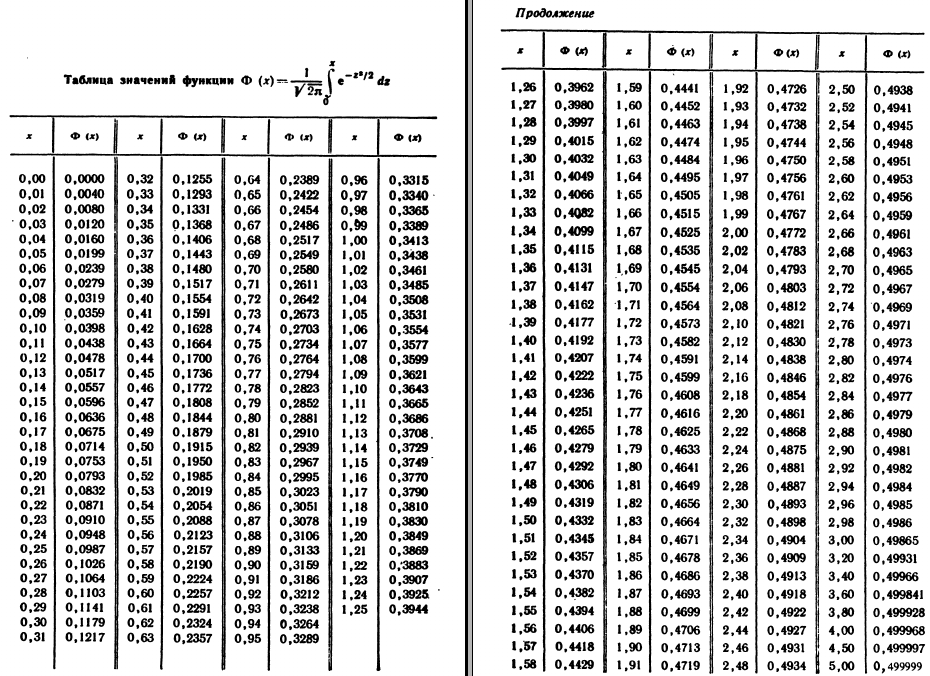 Таблица значений функции Φ (x) = 1/√2π ∫₀ˣ e^−z²/2 dz
x Φ (x) x Φ (x) x Φ (x) x Φ (x)
0,00 0,0000 0,32 0,1255 0,64 0,2389 0,96 0,3315
0,01 0,0040 0,33 0,1293 0,65 0,2422 0,97 0,3340
0,02 0,0080 0,34 0,1331 0,66 0,2454 0,98 0,3365
0,03 0,0120 0,35 0,1368 0,67 0,2486 0,99 0,3389
0,04 0,0160 0,36 0,1406 0,68 0,2517 1,00 0,3413
0,05 0,0199 0,37 0,1443 0,69 0,2549 1,01 0,3438
0,06 0,0239 0,38 0,1480 0,70 0,2580 1,02 0,3461
0,07 0,0279 0,39 0,1517 0,71 0,2611 1,03 0,3485
0,08 0,0319 0,40 0,1554 0,72 0,2642 1,04 0,3508
0,09 0,0359 0,41 0,1591 0,73 0,2673 1,05 0,3531
0,10 0,0398 0,42 0,1628 0,74 0,2703 1,06 0,3554
0,11 0,0438 0,43 0,1664 0,75 0,2734 1,07 0,3577
0,12 0,0478 0,44 0,1700 0,76 0,2764 1,08 0,3599
0,13 0,0517 0,45 0,1736 0,77 0,2794 1,09 0,3621
0,14 0,0557 0,46 0,1772 0,78 0,2823 1,10 0,3643
0,15 0,0596 0,47 0,1808 0,79 0,2852 1,11 0,3665
0,16 0,0636 0,48 0,1844 0,80 0,2881 1,12 0,3686
0,17 0,0675 0,49 0,1879 0,81 0,2910 1,13 0,3708
0,18 0,0714 0,50 0,1915 0,82 0,2939 1,14 0,3729
0,19 0,0753 0,51 0,1950 0,83 0,2967 1,15 0,3749
0,20 0,0793 0,52 0,1985 0,84 0,2995 1,16 0,3770
0,21 0,0832 0,53 0,2019 0,85 0,3023 1,17 0,3790
0,22 0,0871 0,54 0,2054 0,86 0,3051 1,18 0,3810
0,23 0,0910 0,55 0,2088 0,87 0,3078 1,19 0,3830
0,24 0,0948 0,56 0,2123 0,88 0,3106 1,20 0,3849
0,25 0,0987 0,57 0,2157 0,89 0,3133 1,21 0,3869
0,26 0,1026 0,58 0,2190 0,90 0,3159 1,22 0,3883
0,27 0,1064 0,59 0,2224 0,91 0,3186 1,23 0,3907
0,28 0,1103 0,60 0,2257 0,92 0,3212 1,24 0,3925
0,29 0,1141 0,61 0,2291 0,93 0,3238 1,25 0,3944
0,30 0,1179 0,62 0,2324 0,94 0,3264
0,31 0,1217 0,63 0,2357 0,95 0,3289
Продолжение
x Φ (x) x Φ (x) x Φ (x) x Φ (x)
1,26 0,3962 1,59 0,4441 1,92 0,4726 2,50 0,4938
1,27 0,3980 1,60 0,4452 1,93 0,4732 2,52 0,4941
1,28 0,3997 1,61 0,4463 1,94 0,4738 2,54 0,4945
1,29 0,4015 1,62 0,4474 1,95 0,4744 2,56 0,4948
1,30 0,4032 1,63 0,4484 1,96 0,4750 2,58 0,4951
1,31 0,4049 1,64 0,4495 1,97 0,4756 2,60 0,4953
1,32 0,4066 1,65 0,4505 1,98 0,4761 2,62 0,4956
1,33 0,4082 1,66 0,4515 1,99 0,4767 2,64 0,4959
1,34 0,4099 1,67 0,4525 2,00 0,4772 2,66 0,4961
1,35 0,4115 1,68 0,4535 2,02 0,4783 2,68 0,4963
1,36 0,4131 1,69 0,4545 2,04 0,4793 2,70 0,4965
1,37 0,4147 1,70 0,4554 2,06 0,4803 2,72 0,4967
1,38 0,4162 1,71 0,4564 2,08 0,4812 2,74 0,4969
1,39 0,4177 1,72 0,4573 2,10 0,4821 2,76 0,4971
1,40 0,4192 1,73 0,4582 2,12 0,4830 2,78 0,4973
1,41 0,4207 1,74 0,4591 2,14 0,4838 2,80 0,4974
1,42 0,4222 1,75 0,4599 2,16 0,4846 2,82 0,4976
1,43 0,4236 1,76 0,4608 2,18 0,4854 2,84 0,4977
1,44 0,4251 1,77 0,4616 2,20 0,4861 2,86 0,4979
1,45 0,4265 1,78 0,4625 2,22 0,4868 2,88 0,4980
1,46 0,4279 1,79 0,4633 2,24 0,4875 2,90 0,4981
1,47 0,4292 1,80 0,4641 2,26 0,4881 2,92 0,4982
1,48 0,4306 1,81 0,4649 2,28 0,4887 2,94 0,4984
1,49 0,4319 1,82 0,4656 2,30 0,4893 2,96 0,4985
1,50 0,4332 1,83 0,4664 2,32 0,4898 2,98 0,4986
1,51 0,4345 1,84 0,4671 2,34 0,4904 3,00 0,49865
1,52 0,4357 1,85 0,4678 2,36 0,4909 3,20 0,49931
1,53 0,4370 1,86 0,4686 2,38 0,4913 3,40 0,49966
1,54 0,4382 1,87 0,4693 2,40 0,4918 3,60 0,499841
1,55 0,4394 1,88 0,4699 2,42 0,4922 3,80 0,499928
1,56 0,4406 1,89 0,4706 2,44 0,4927 4,00 0,499968
1,57 0,4418 1,90 0,4713 2,46 0,4931 4,50 0,499997
1,58 0,4429 1,91 0,4719 2,48 0,4934 5,00 0,499999